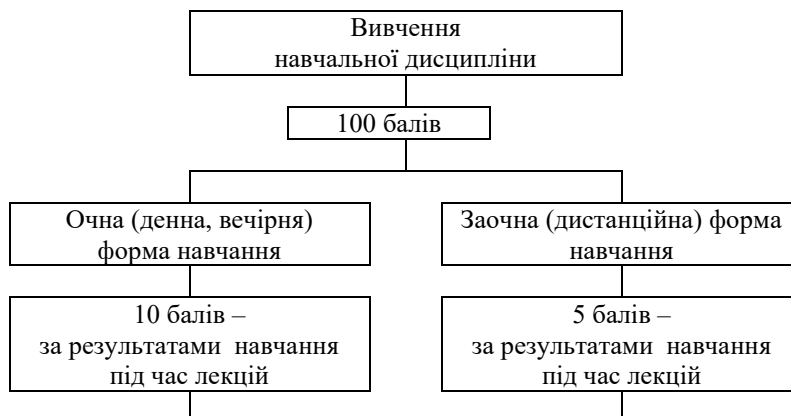 Вивчення
навчальної дисципліни
100 балів
Очна (денна, вечірня)
форма навчання
Заочна (дистанційна) форма
навчання
10 балів –
за результатами навчання
під час лекцій
5 балів –
за результатами навчання
під час лекцій